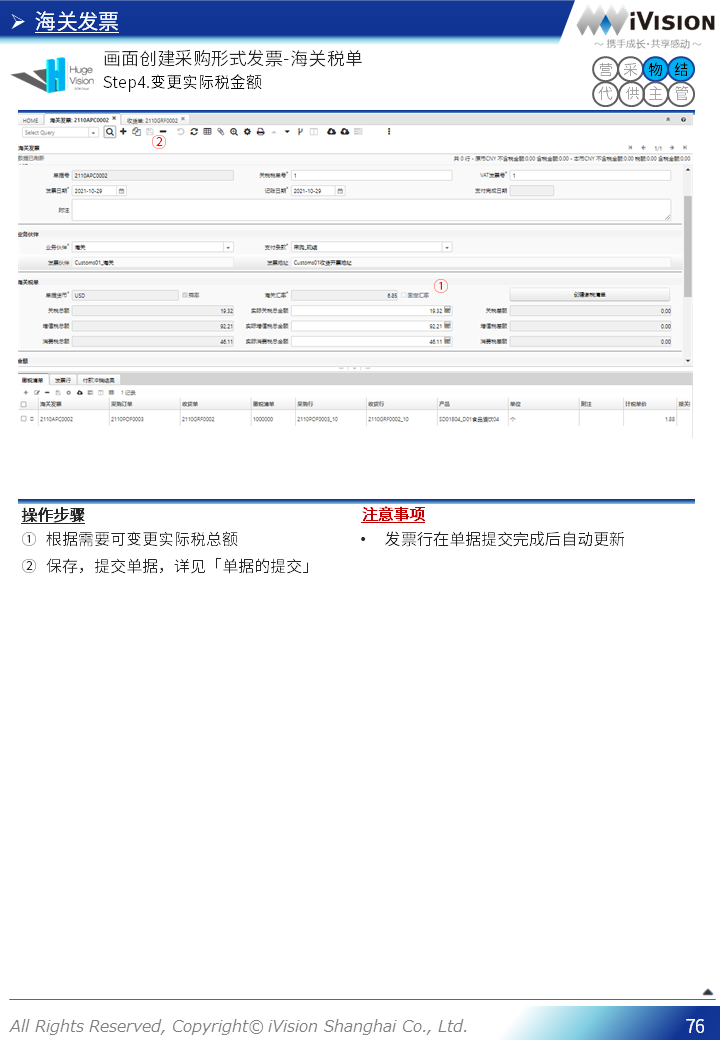 海关发票
iVision
～ 携手成长·共享感动 ～
Huge
Vision
画面创建采购形式发票-海关税单
Step4.变更实际税金额
营 采 物 结
代 供 主 管
HOME 海关发票: 2110APC0002 收货单: 2110GRF0002
Select Query
②
海关发票
1/1
数据已刷新
共 0 行 - 原币CNY 不含税金额:0.00 含税金额:0.00 - 本币CNY 不含税金额:0.00 税额:0.00 含税金额:0.00
单据号 2110APC0002 关税税单号* 1 VAT发票号* 1
发票日期* 2021-10-29 记账日期* 2021-10-29 支付完成日期
附注
业务伙伴
业务伙伴* 海关 支付条款* 采购_前端
发票伙伴 Customs01_海关 发票地址 Customs01收货开票地址
海关税单
①
单据货币* USD 海关汇率* 6.85 固定汇率 创建缴税清单
关税总额 19.32 实际关税总金额 19.32 关税差额 0.00
增值税总额 92.21 实际增值税总金额 92.21 增值税差额 0.00
消费税总额 46.11 实际消费税总金额 46.11 消费税差额 0.00
金额
缴税清单 发票行
1记录
海关发票 采购订单 收货单 缴税清单 采购行 收货行 产品 单位 附注 计税单价
2110APC0002 2110POF0003 2110GRF0002 1000000 2110POF0003_10 2110GRF0002_10 SD01804_D01食品餐饮04 个 1.88
操作步骤
① 根据需要可变更实际税总额
② 保存，提交单据，详见「单据的提交」
注意事项
• 发票行在单据提交完成后自动更新
All Rights Reserved, Copyright© iVision Shanghai Co., Ltd.
76